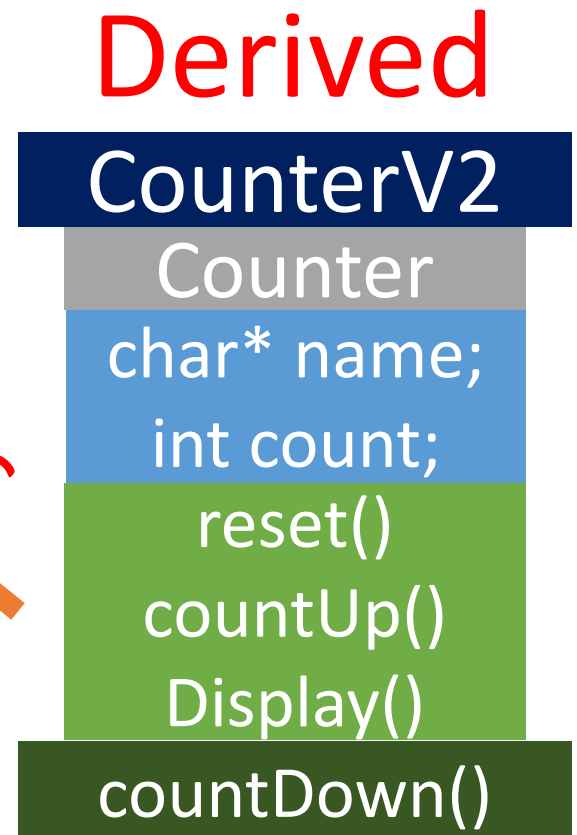 Derived
CounterV2
Counter
char* name;
int count;
reset()
countUp()
Display()
countDown()